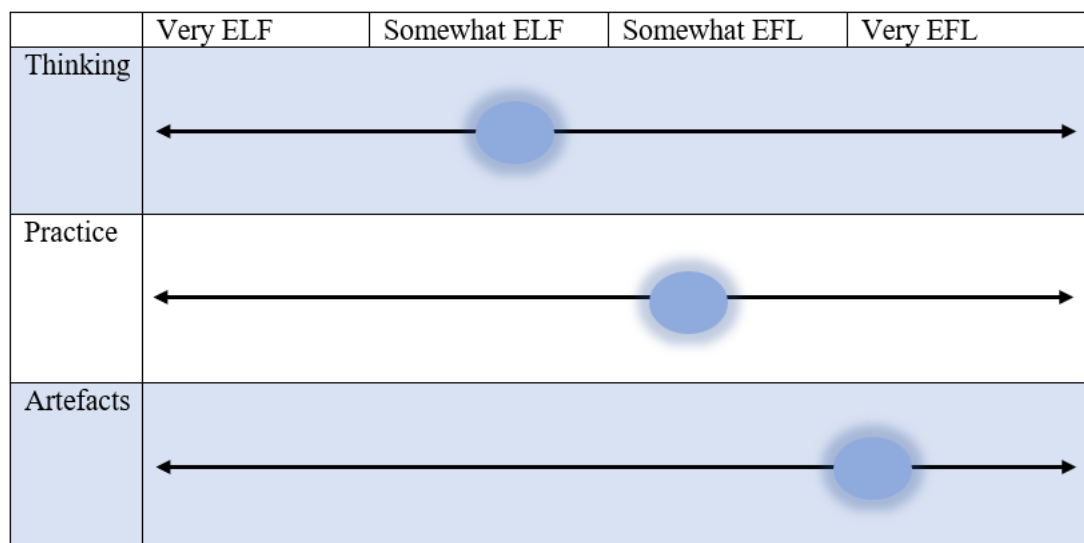 Very ELF Somewhat ELF Somewhat EFL Very EFL
Thinking
Practice
Artefacts